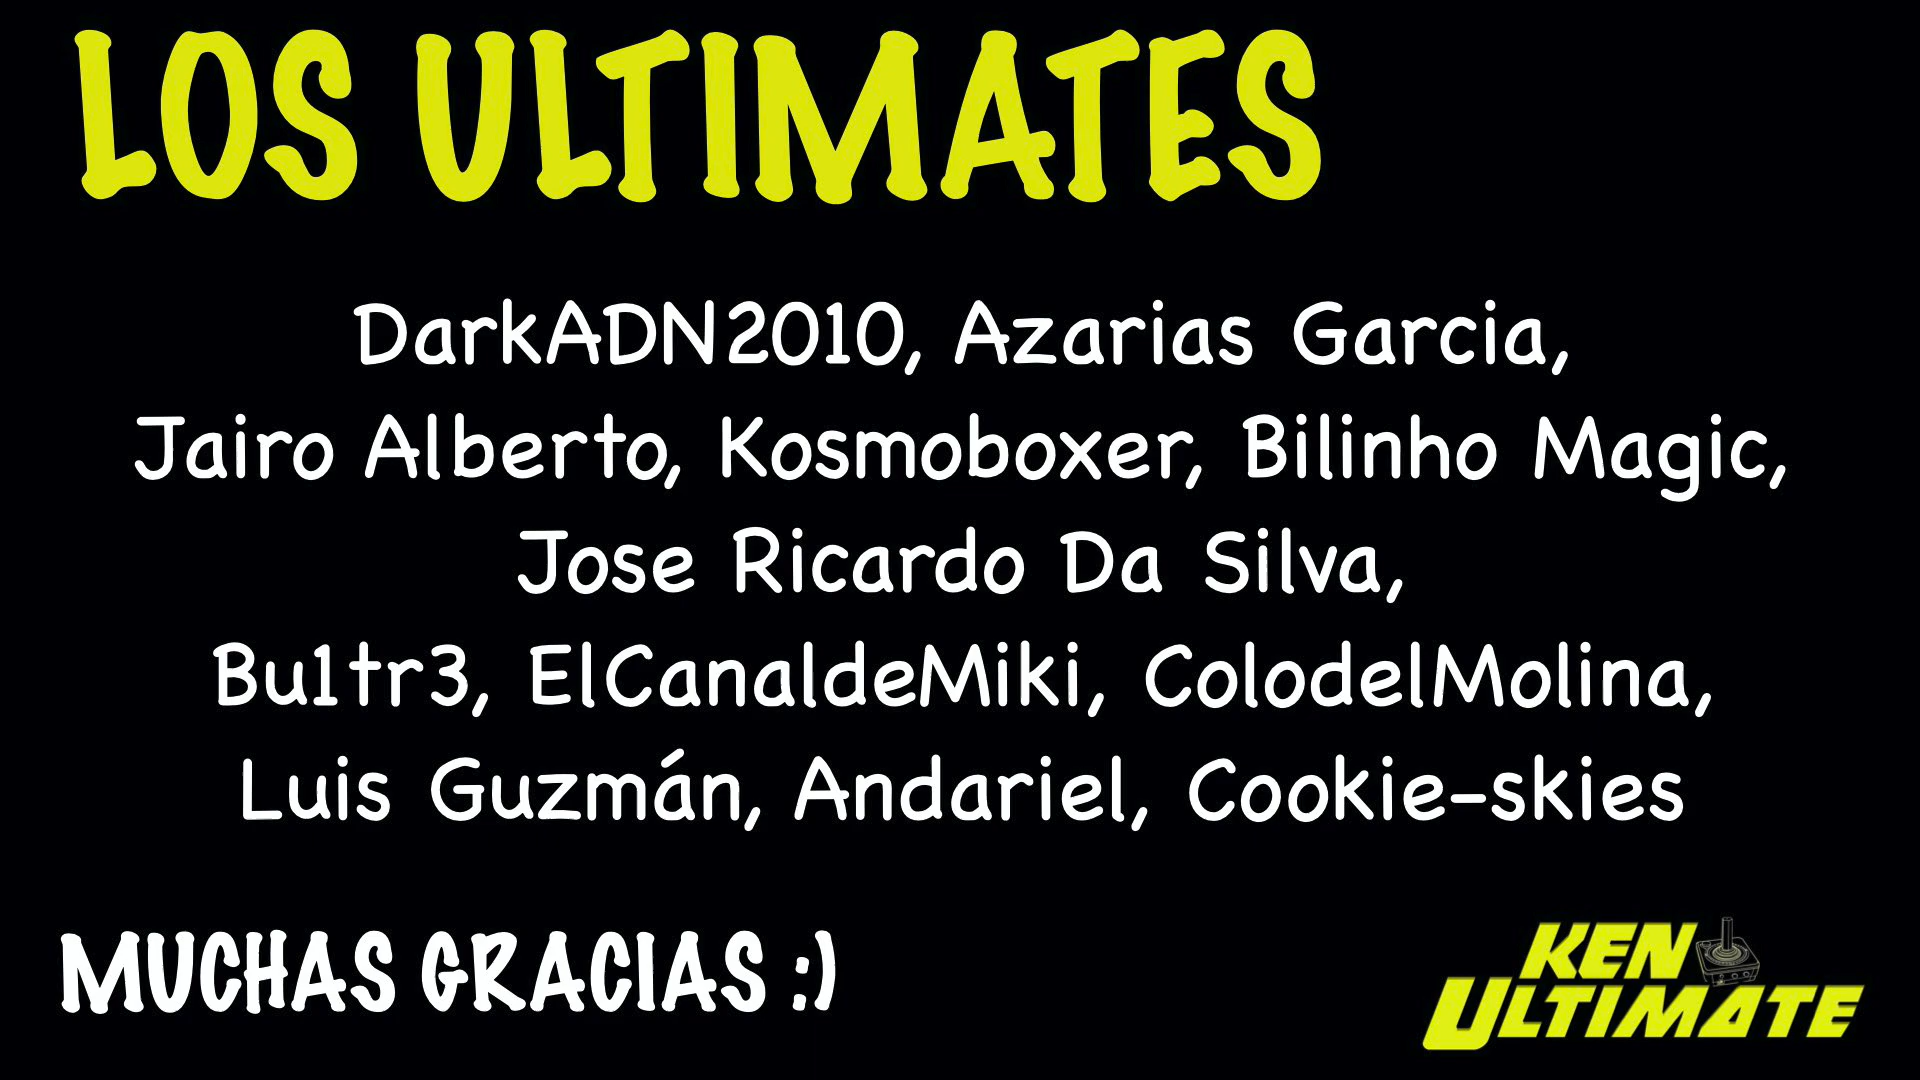 LOS ULTIMATES
DarkADN2010, Azarias Garcia,
Jairo Alberto, Kosmoboxer, Bilinho Magic,
Jose Ricardo Da Silva,
Bu1tr3, ElCanaldeMiki, ColodelMolina,
Luis Guzmán, Andariel, Cookie-skies
MUCHAS GRACIAS :)
KEN
ULTIMATE